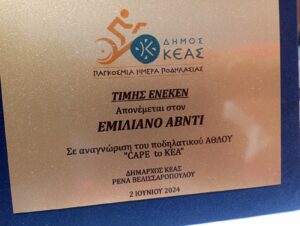 ΔΗΜΟΣ
ΚΕΑΣ
ΠΑΓΚΟΣΜΙΑ ΗΜΕΡΑ ΠΟΔΗΛΑΣΙΑΣ
ΤΙΜΗΣ ΕΝΕΚΕΝ
Απονέμεται στον
ΕΜΙΛΙΑΝΟ ΑΒΝΤΙ
Σε αναγνώριση του ποδηλατικού ΑΘΛΟΥ
"CAPE to KEA"
ΔΗΜΑΡΧΟΣ ΚΕΑΣ
ΡΕΝΑ ΒΕΛΙΣΣΑΡΟΠΟΥΛΟΥ
2 ΙΟΥΝΙΟΥ 2024